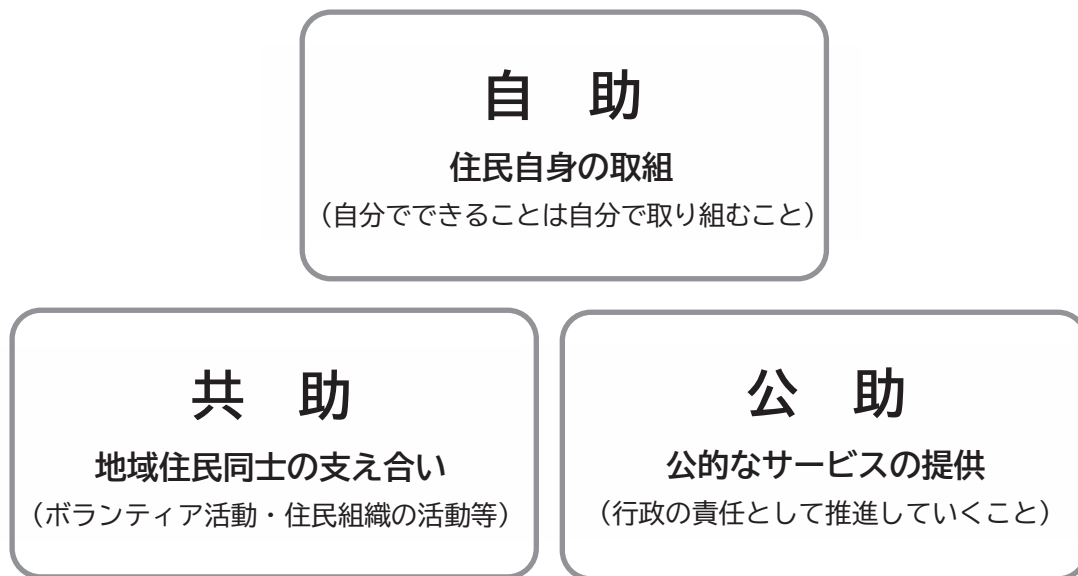 自　助
住民自身の取組
（自分でできることは自分で取り組むこと）
共　助
地域住民同士の支え合い
（ボランティア活動・住民組織の活動等）
公　助
公的なサービスの提供
（行政の責任として推進していくこと）